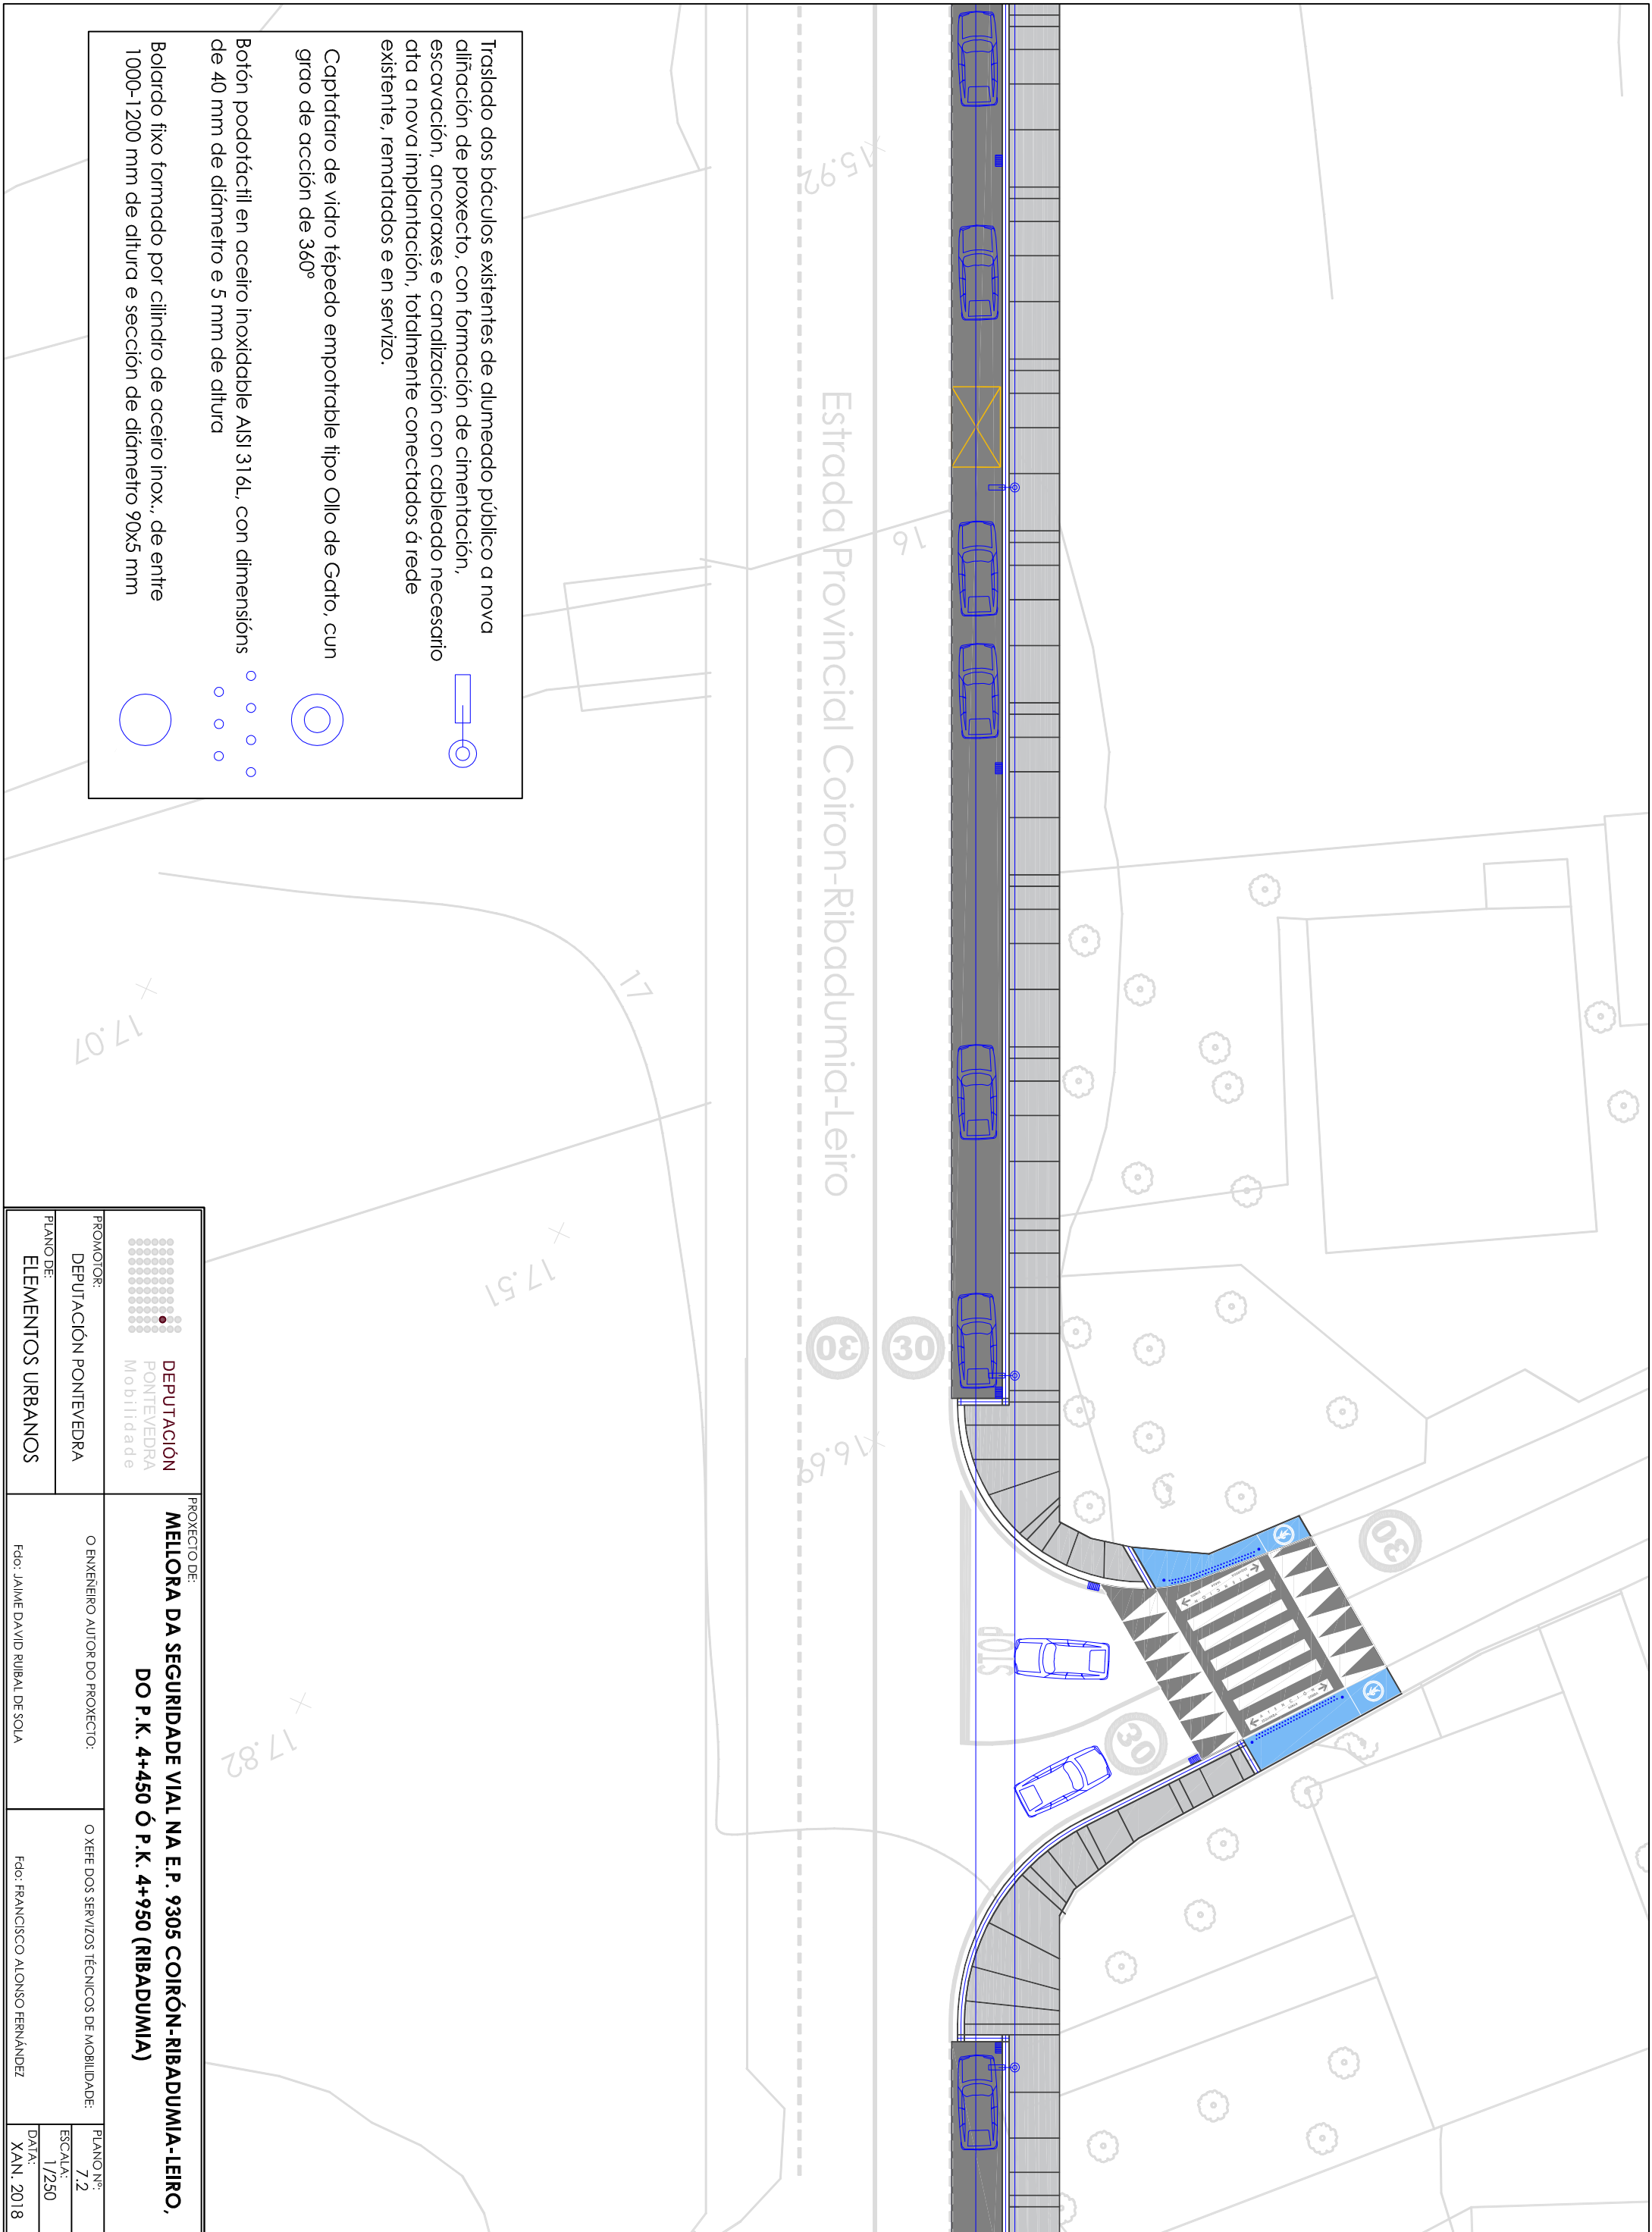 Traslado dos báculos existentes de alumeado público a nova
aliñación de proxecto, con formación de cimentación,
escavación, ancoraxes e canalización con cableado necesario
ata a nova implantación, totalmente conectados á rede
existente, rematados e en servizo.
Captafaro de vidro tépedo empotrable tipo Ollo de Gato, cun
grao de acción de 360º
Botón podotáctil en aceiro inoxidable AISI 316L, con dimensións
de 40 mm de diámetro e 5 mm de altura
Bolardo fixo formado por cilindro de aceiro inox., de entre
1000-1200 mm de altura e sección de diámetro 90x5 mm
Estrada Provincial Coiron-Ribadumia-Leiro
15.92
16
17
17.07
17.51
16.69
17.82
30
30
30
30
STOP
DEPUTACIÓN
PONTEVEDRA
Mobilidade
PROMOTOR:
DEPUTACIÓN PONTEVEDRA
PLANO DE:
ELEMENTOS URBANOS
PROXECTO DE:
MELLORA DA SEGURIDADE VIAL NA E.P. 9305 COIRÓN-RIBADUMIA-LEIRO,
DO P.K. 4+450 Ó P.K. 4+950 (RIBADUMIA)
O ENXEÑEIRO AUTOR DO PROXECTO:
Fdo: JAIME DAVID RUIBAL DE SOLA
O XEFE DOS SERVIZOS TÉCNICOS DE MOBILIDADE:
Fdo: FRANCISCO ALONSO FERNÁNDEZ
PLANO Nº:
7.2
ESCALA:
1/250
DATA:
XAN. 2018